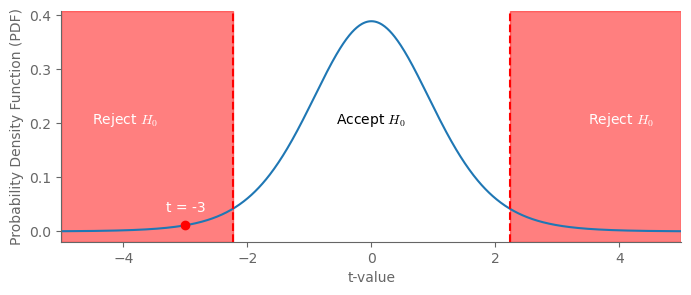 Probability Density Function (PDF)
0.4
0.3
0.2
0.1
0.0
Reject H₀
Accept H₀
Reject H₀
t = -3
−4
−2
0
2
4
t-value